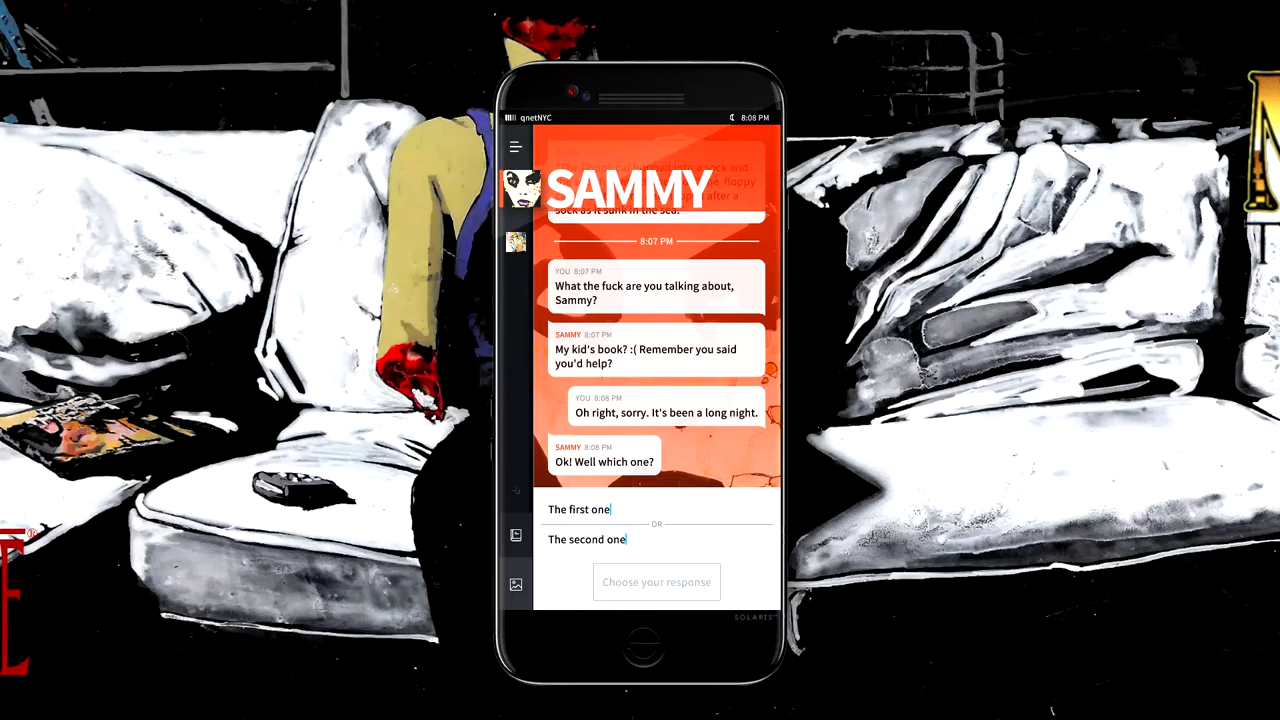 qnetNYC
8:08 PM
SAMMY
sock as it sunk in the sea.
8:07 PM
YOU 8:07 PM
What the fuck are you talking about,
Sammy?
SAMMY 8:07 PM
My kid's book? :( Remember you said
you'd help?
YOU 8:08 PM
Oh right, sorry. It's been a long night.
SAMMY 8:08 PM
Ok! Well which one?
The first one
OR
The second one
Choose your response
SOLARIS™